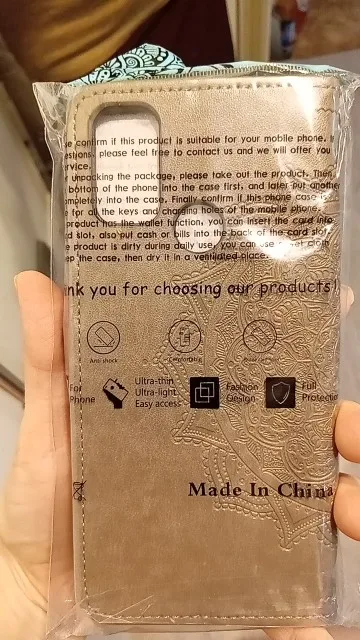 confirm if this product is suitable for your mobile phone. If
please feel free to contact us and we will offer you
unpacking the package, please take out the product. Then,
bottom of the phone into the case first, and later put another
into the case. Finally confirm if this phone case is
for all the keys and charging holes of the mobile phone.
product has the wallet function, you can insert the card into
slot, also put cash or bills into the back of the card slot.
product is dirty during daily use, you can use cloth
the case, then dry it in a ventilated place.
nk you for choosing our products!
Anti shock
For
Phone
Ultra-thin
Ultra-light
Easy access
Fashion
Design
Full
Protection
Made In China